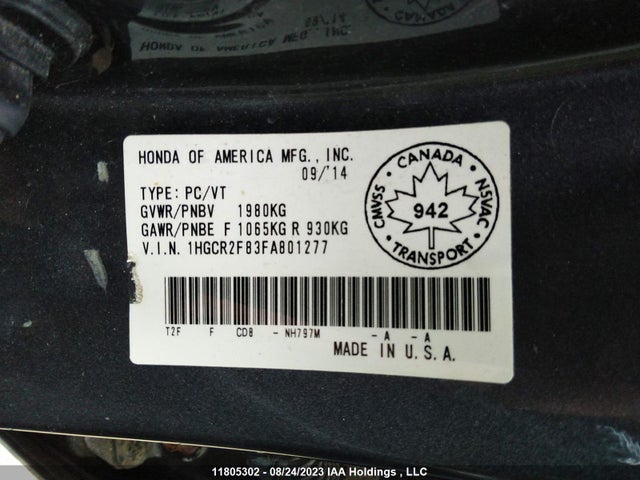 HONDA OF AMERICA MFG., INC.
09/'14
TYPE: PC/VT
GVWR/PNBV 1980KG
GAWR/PNBE F 1065KG R 930KG
V.I.N. 1HGCR2F83FA801277
CANADA
CMVSS
942
NSVAC
TRANSPORT
T2F F CD8 - NH797M - A - A
MADE IN U.S.A.
11805302 - 08/24/2023 IAA Holdings , LLC